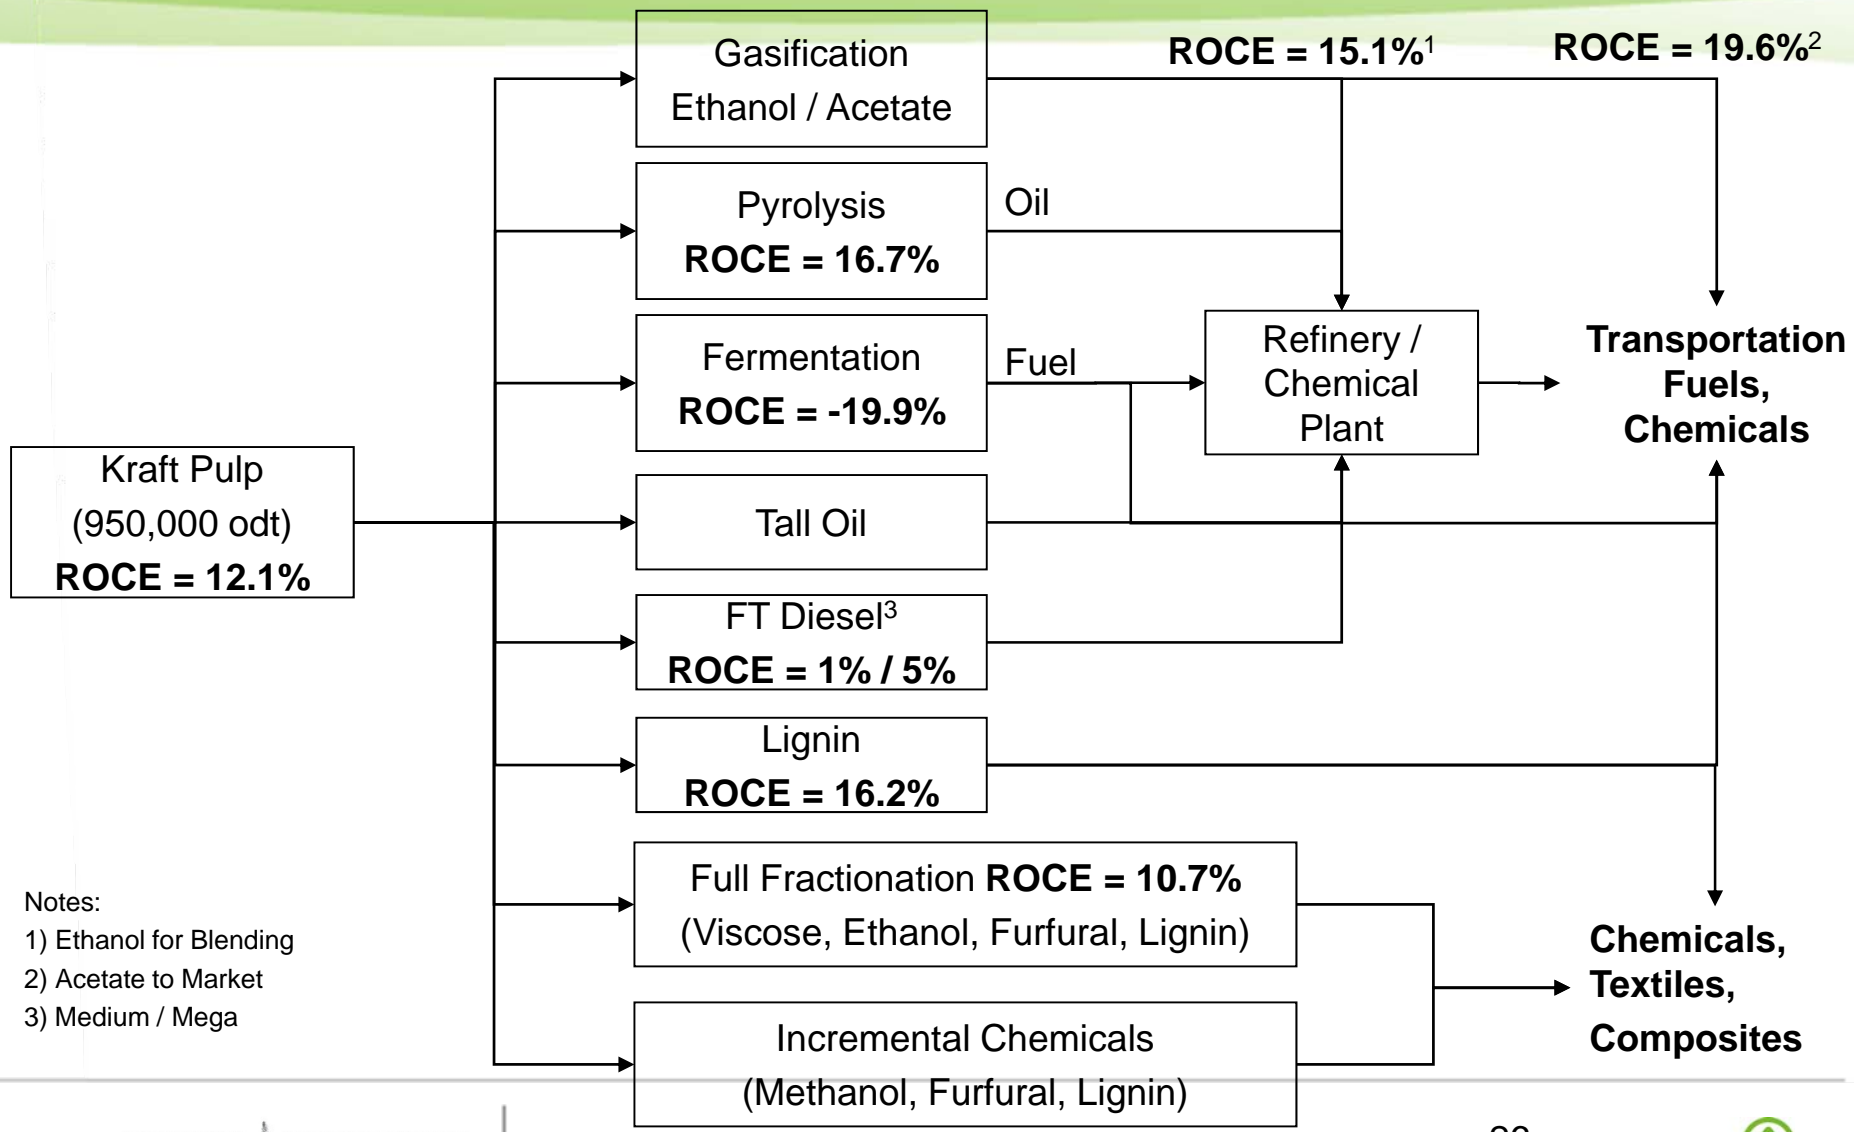 Gasification
Ethanol / Acetate
ROCE = 15.1%¹
ROCE = 19.6%²
Pyrolysis
ROCE = 16.7%
Oil
Fermentation
ROCE = -19.9%
Fuel
Refinery /
Chemical
Plant
Transportation
Fuels,
Chemicals
Kraft Pulp
(950,000 odt)
ROCE = 12.1%
Tall Oil
FT Diesel³
ROCE = 1% / 5%
Lignin
ROCE = 16.2%
Full Fractionation ROCE = 10.7%
(Viscose, Ethanol, Furfural, Lignin)
Incremental Chemicals
(Methanol, Furfural, Lignin)
Chemicals,
Textiles,
Composites
Notes:
1) Ethanol for Blending
2) Acetate to Market
3) Medium / Mega